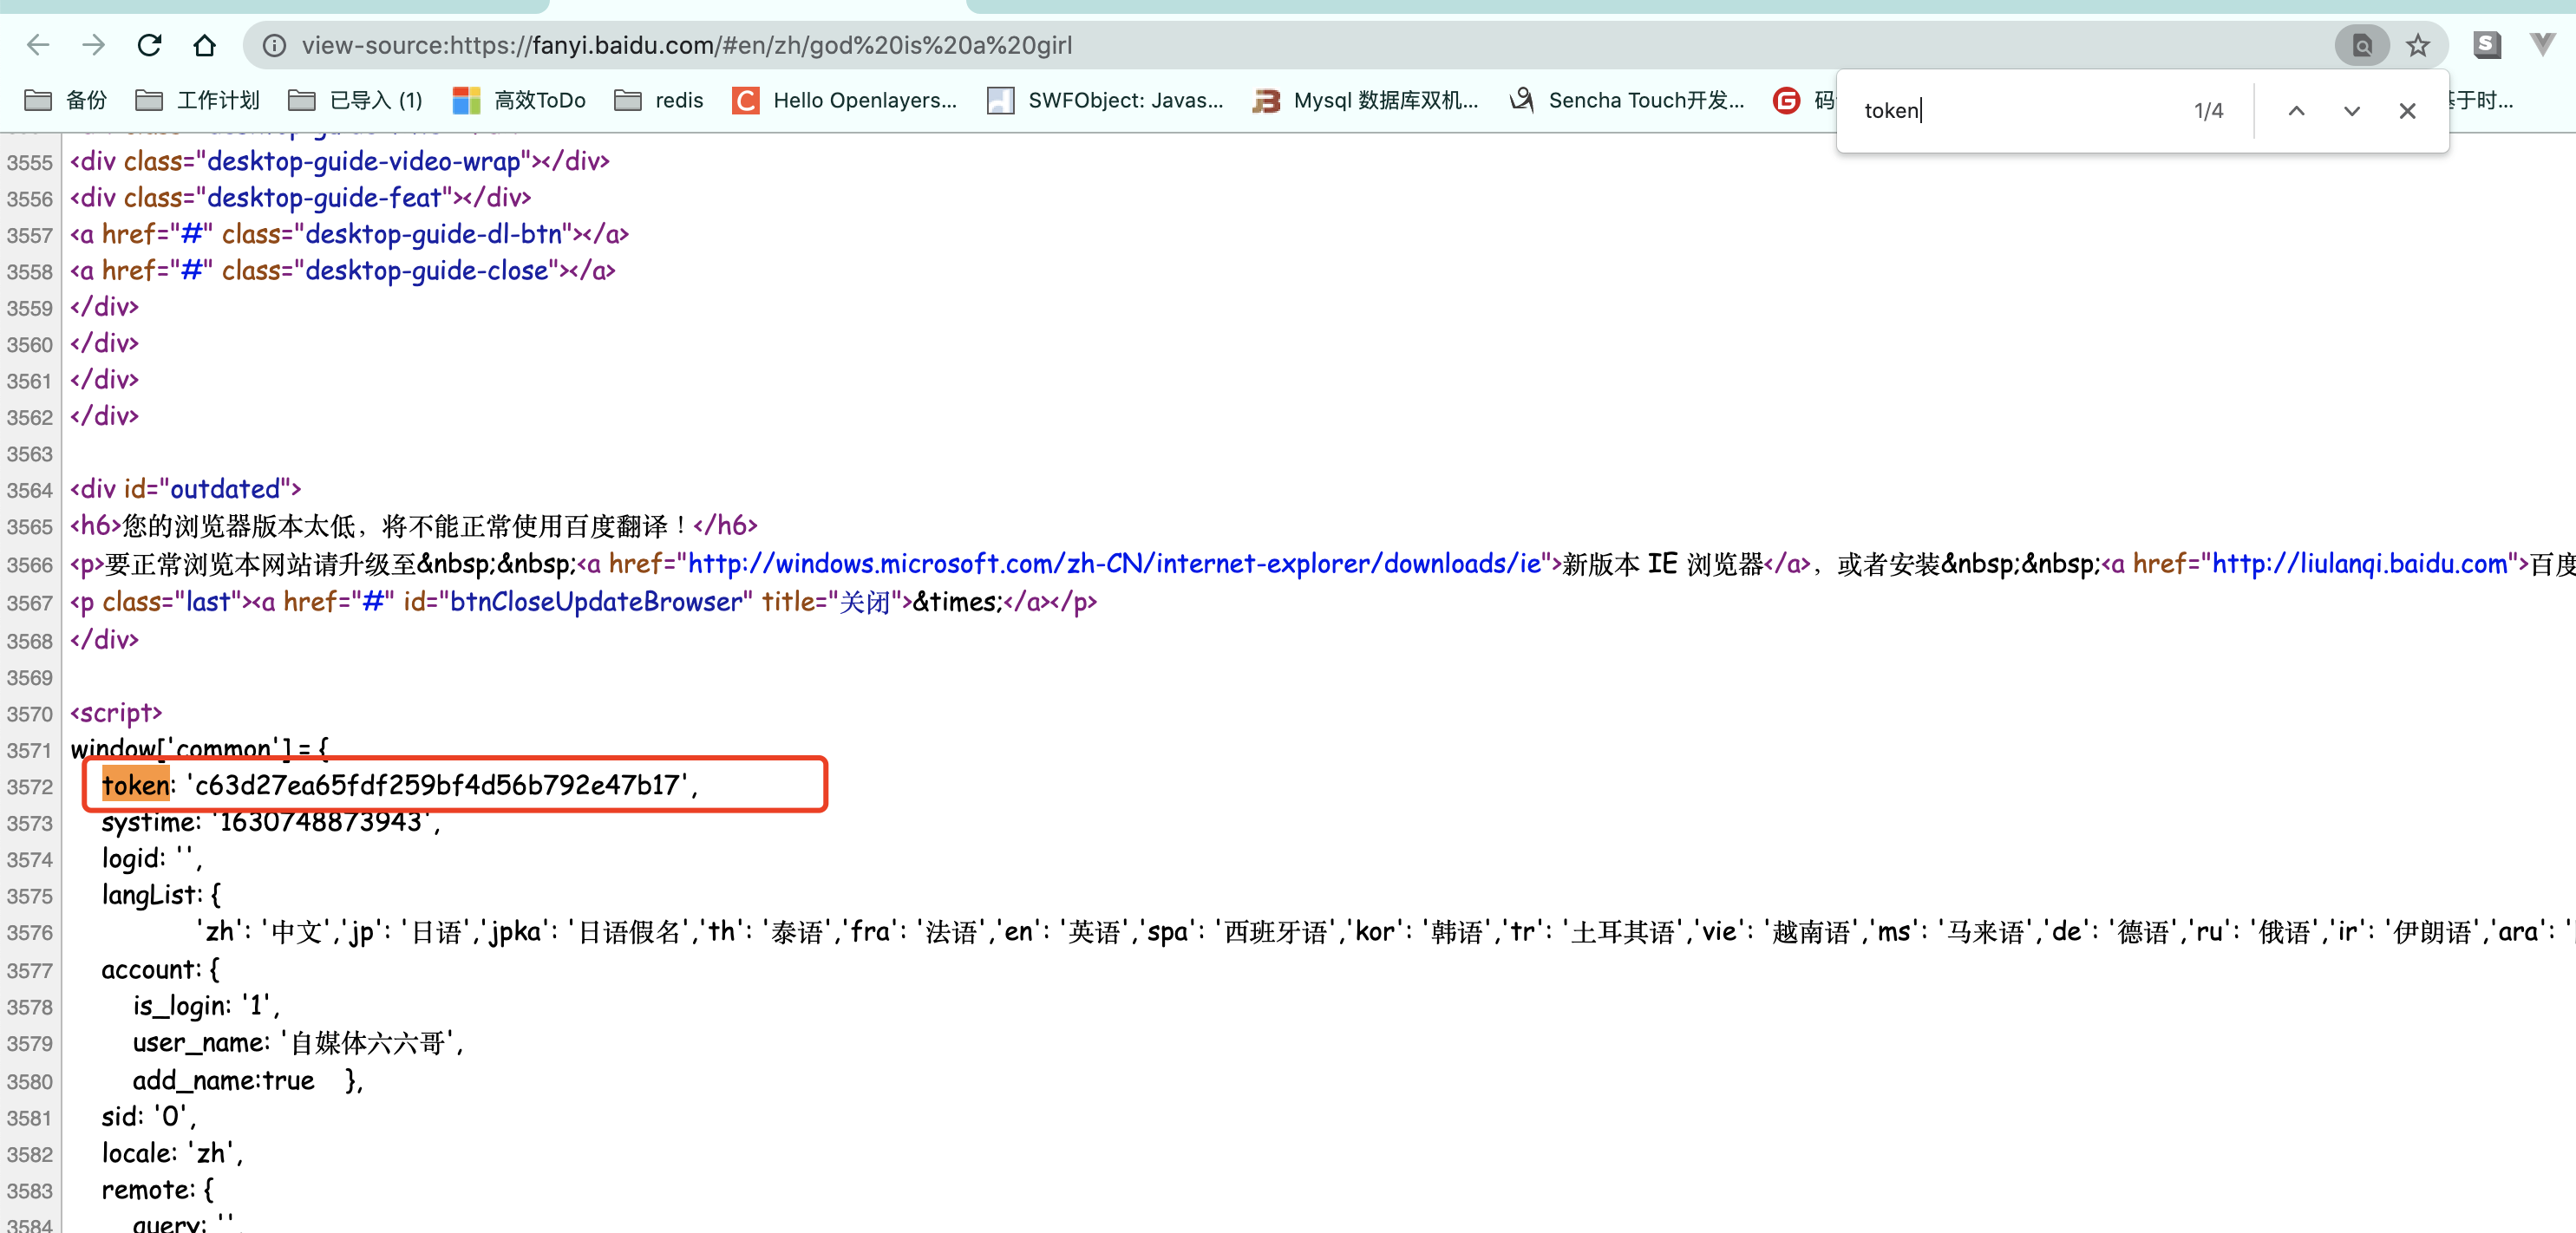 view-source:https://fanyi.baidu.com/#en/zh/god%20is%20a%20girl
S
备份 工作计划 已导入 (1) 高效ToDo redis Hello Openlayers... SWFObject: Javas... Mysql 数据库双机... Sencha Touch开发... 码 基于时...
token 1/4
3555 <div class="desktop-guide-video-wrap"></div>
3556 <div class="desktop-guide-feat"></div>
3557 <a href="#" class="desktop-guide-dl-btn"></a>
3558 <a href="#" class="desktop-guide-close"></a>
3559 </div>
3560 </div>
3561 </div>
3562 </div>
3563
3564 <div id="outdated">
3565 <h6>您的浏览器版本太低，将不能正常使用百度翻译！</h6>
3566 <p>要正常浏览本网站请升级至&nbsp;&nbsp;<a href="http://windows.microsoft.com/zh-CN/internet-explorer/downloads/ie">新版本 IE 浏览器</a>，或者安装&nbsp;&nbsp;<a href="http://liulanqi.baidu.com">百度
3567 <p class="last"><a href="#" id="btnCloseUpdateBrowser" title="关闭">&times;</a></p>
3568 </div>
3569
3570 <script>
3571 window['common'] = {
3572 token: 'c63d27ea65fdf259bf4d56b792e47b17',
3573 systime: '1630748873943',
3574 logid: '',
3575 langList: {
3576 'zh': '中文','jp': '日语','jpka': '日语假名','th': '泰语','fra': '法语','en': '英语','spa': '西班牙语','kor': '韩语','tr': '土耳其语','vie': '越南语','ms': '马来语','de': '德语','ru': '俄语','ir': '伊朗语','ara': '
3577 account: {
3578 is_login: '1',
3579 user_name: '自媒体六六哥',
3580 add_name:true },
3581 sid: '0',
3582 locale: 'zh',
3583 remote: {
3584 query: '',